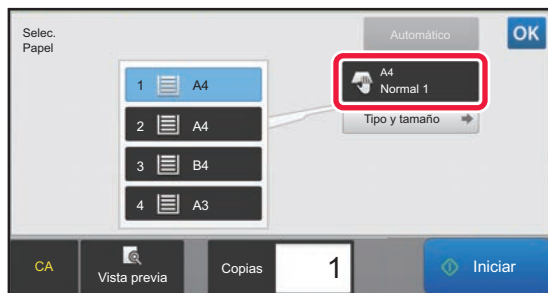 Selec.
Papel
Automático
OK
1 A4
A4
Normal 1
2 A4
Tipo y tamaño
3 B4
4 A3
CA
Vista previa
Copias
1
Iniciar